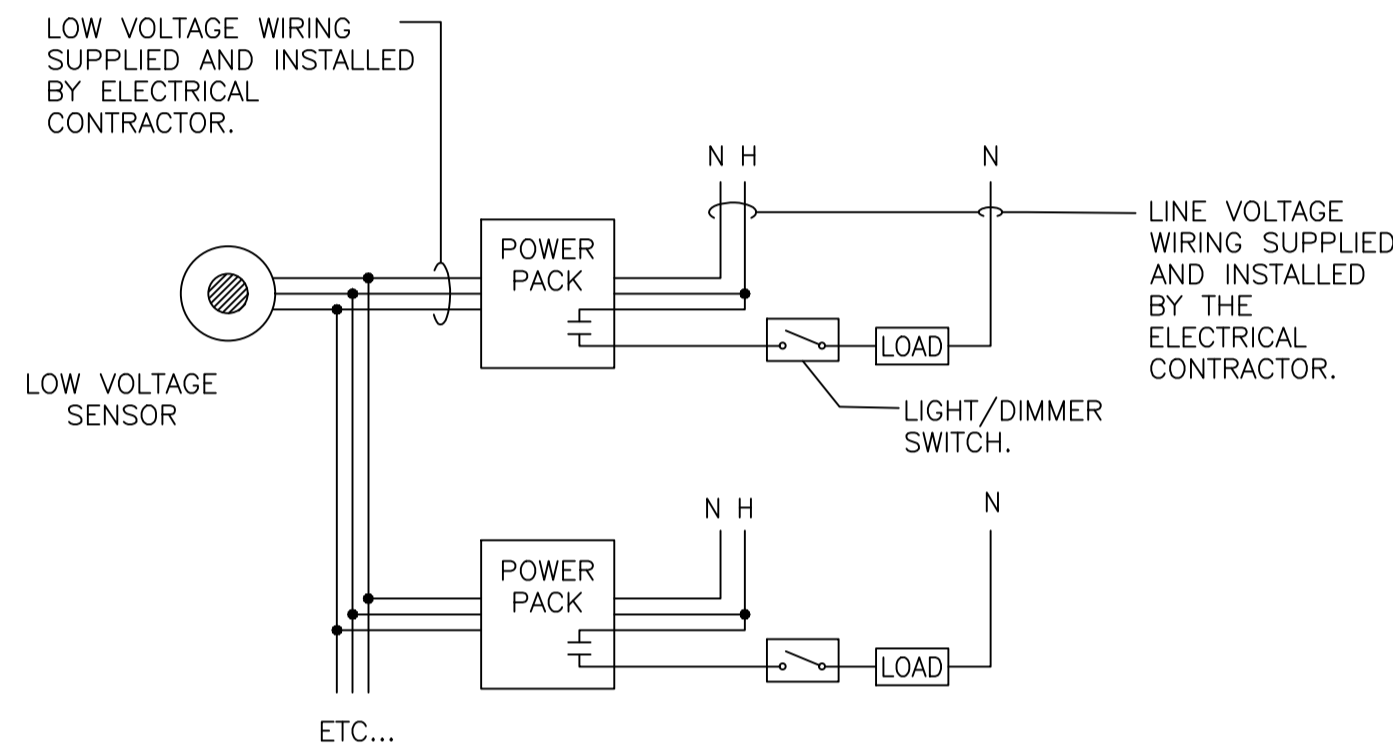 LOW VOLTAGE WIRING
SUPPLIED AND INSTALLED
BY ELECTRICAL
CONTRACTOR.
N H
N
LINE VOLTAGE
WIRING SUPPLIED
AND INSTALLED
BY THE
ELECTRICAL
CONTRACTOR.
POWER
PACK
LOAD
LOW VOLTAGE
SENSOR
LIGHT/DIMMER
SWITCH.
N H
N
POWER
PACK
LOAD
ETC...